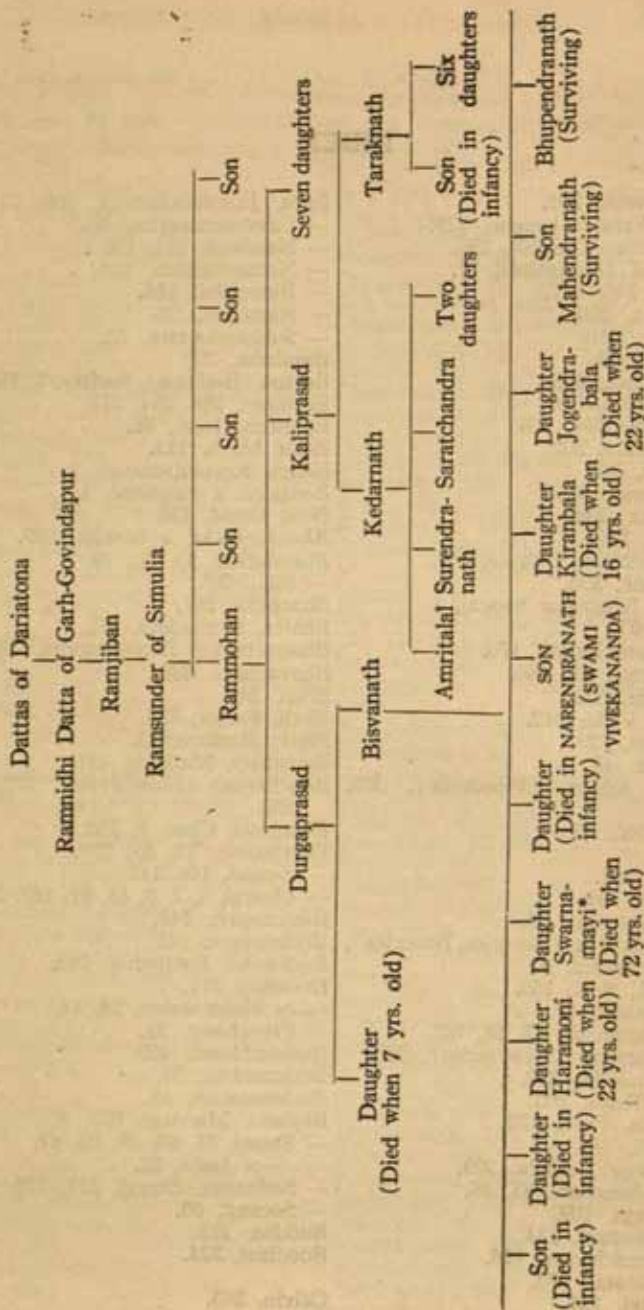 Dattas of Dariatona
Ramnidhi Datta of Garh-Govindapur
Ramjiban
Ramsunder of Simulia
Rammohan Son Son Son Son
Durgaprasad Kaliprasad Seven daughters
Daughter
(Died when 7 yrs. old)
Bisvanath
Kedarnath Taraknath
Amritalal Surendra- Saratchandra
nath
Two
daughters
Son
(Died in
infancy)
Six
daughters
Son
(Died in
infancy)
Daughter
(Died in
infancy)
Daughter
Haramoni
(Died when
22 yrs. old)
Daughter
Swarna-
mayi*
(Died when
72 yrs. old)
Daughter
(Died in
infancy)
SON
NARENDRANATH
(SWAMI
VIVEKANANDA)
Daughter
Kiranbala
(Died when
16 yrs. old)
Daughter
Jogendra-
bala
(Died when
22 yrs. old)
Son
Mahendranath
(Surviving)
Bhupendranath
(Surviving)